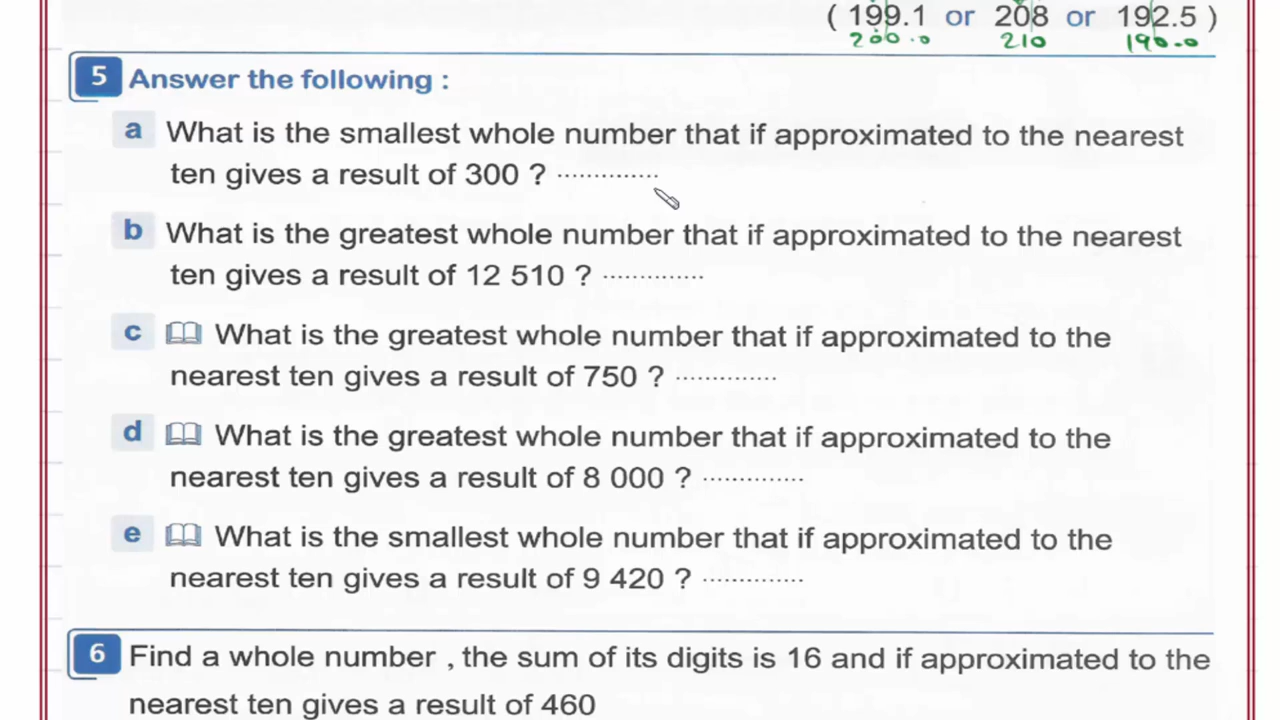 ( 199.1 or 208 or 192.5 )
200.0 210 190.0
5 Answer the following :
a What is the smallest whole number that if approximated to the nearest
ten gives a result of 300 ? ·············
b What is the greatest whole number that if approximated to the nearest
ten gives a result of 12 510 ? ·············
c What is the greatest whole number that if approximated to the
nearest ten gives a result of 750 ? ·············
d What is the greatest whole number that if approximated to the
nearest ten gives a result of 8 000 ? ·············
e What is the smallest whole number that if approximated to the
nearest ten gives a result of 9 420 ? ·············
6 Find a whole number , the sum of its digits is 16 and if approximated to the
nearest ten gives a result of 460